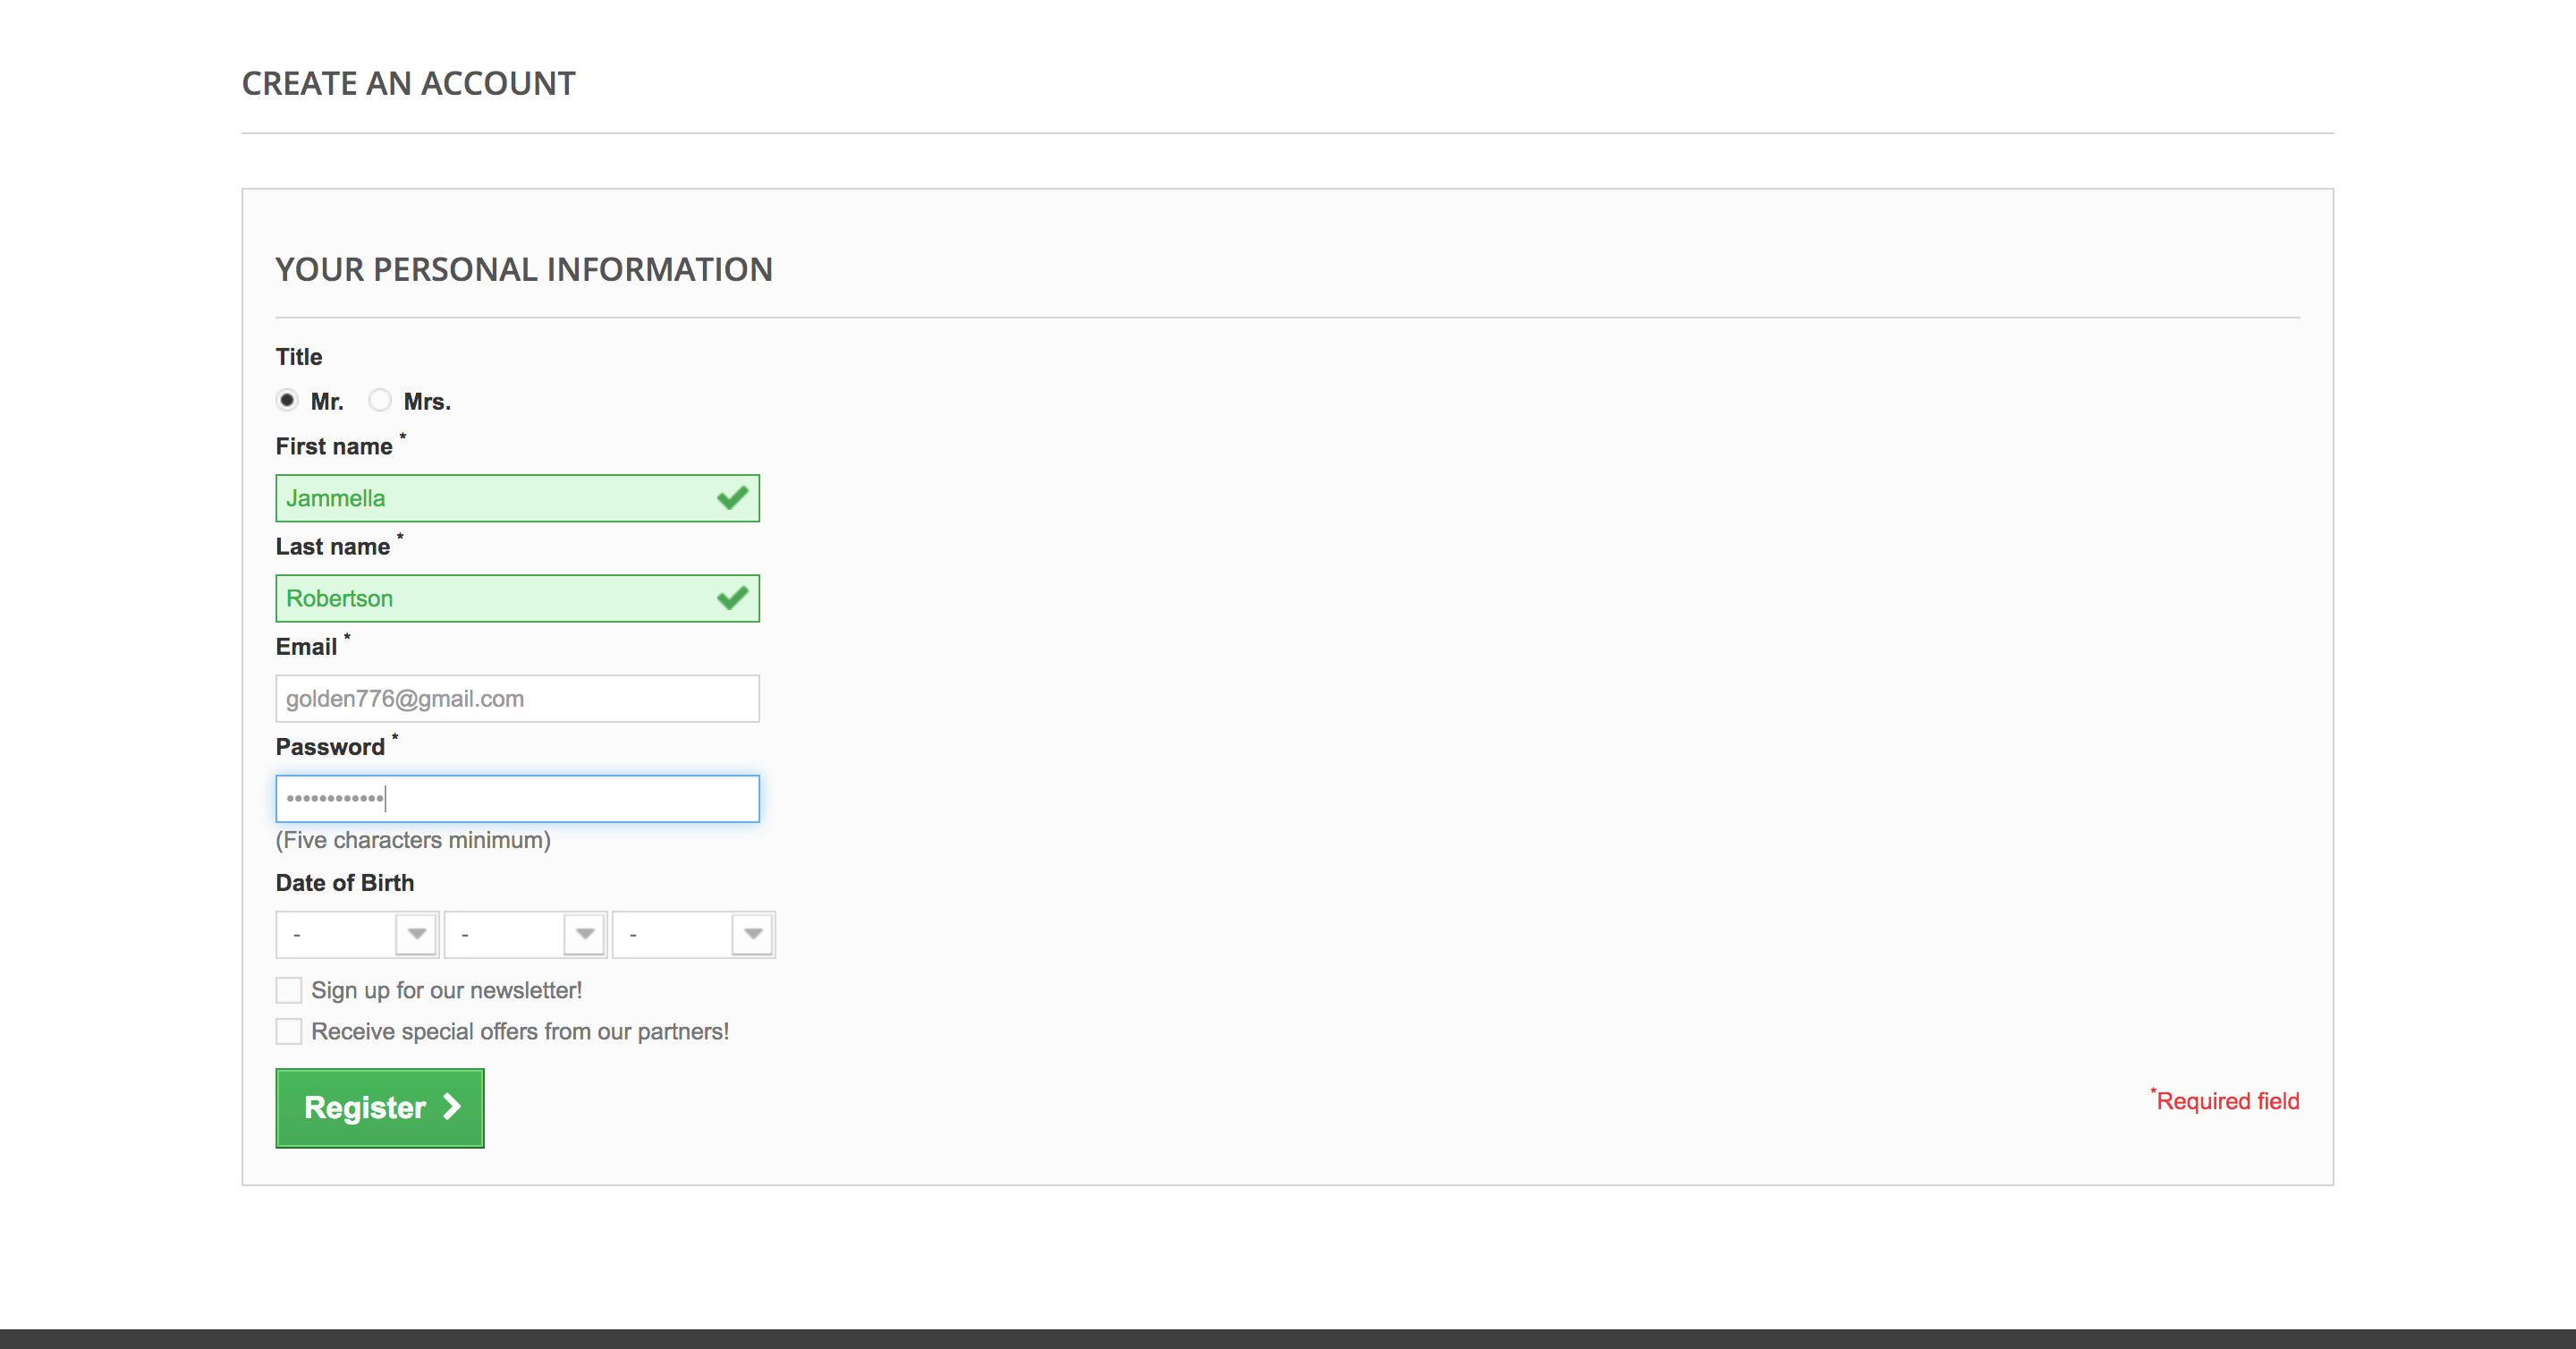 CREATE AN ACCOUNT
YOUR PERSONAL INFORMATION
Title
Mr. Mrs.
First name *
Jammella
Last name *
Robertson
Email *
golden776@gmail.com
Password *
••••••••••••
(Five characters minimum)
Date of Birth
- - -
Sign up for our newsletter!
Receive special offers from our partners!
Register
*Required field